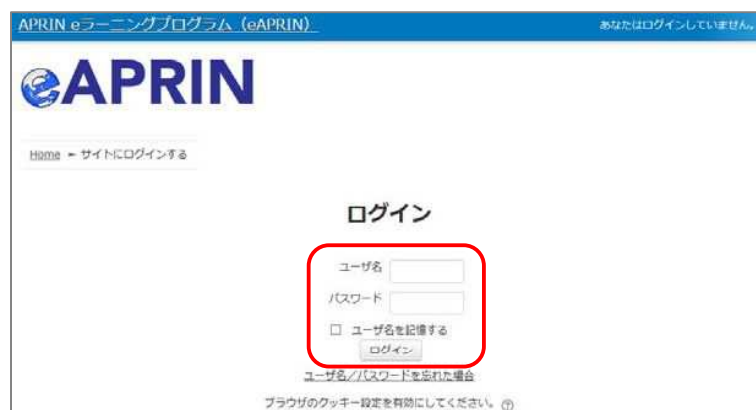 APRIN eラーニングプログラム（eAPRIN）
あなたはログインしていません。
eAPRIN
Home ► サイトにログインする
ログイン
ユーザ名
パスワード
ユーザ名を記憶する
ログイン
ユーザ名／パスワードを忘れた場合
ブラウザのクッキー設定を有効にしてください。